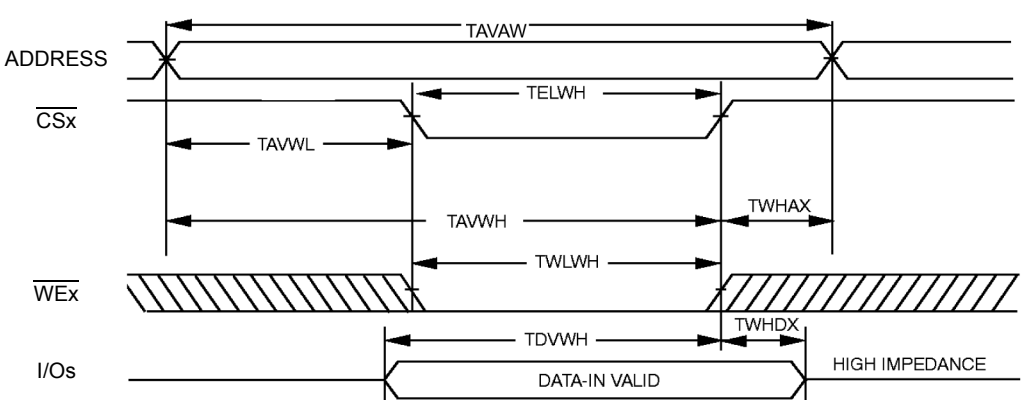 TAVAW
ADDRESS
TELWH
CSx
TAVWL
TAVWH
TWHAX
TWLWH
WEx
TDVWH
TWHDX
I/Os
DATA-IN VALID
HIGH IMPEDANCE